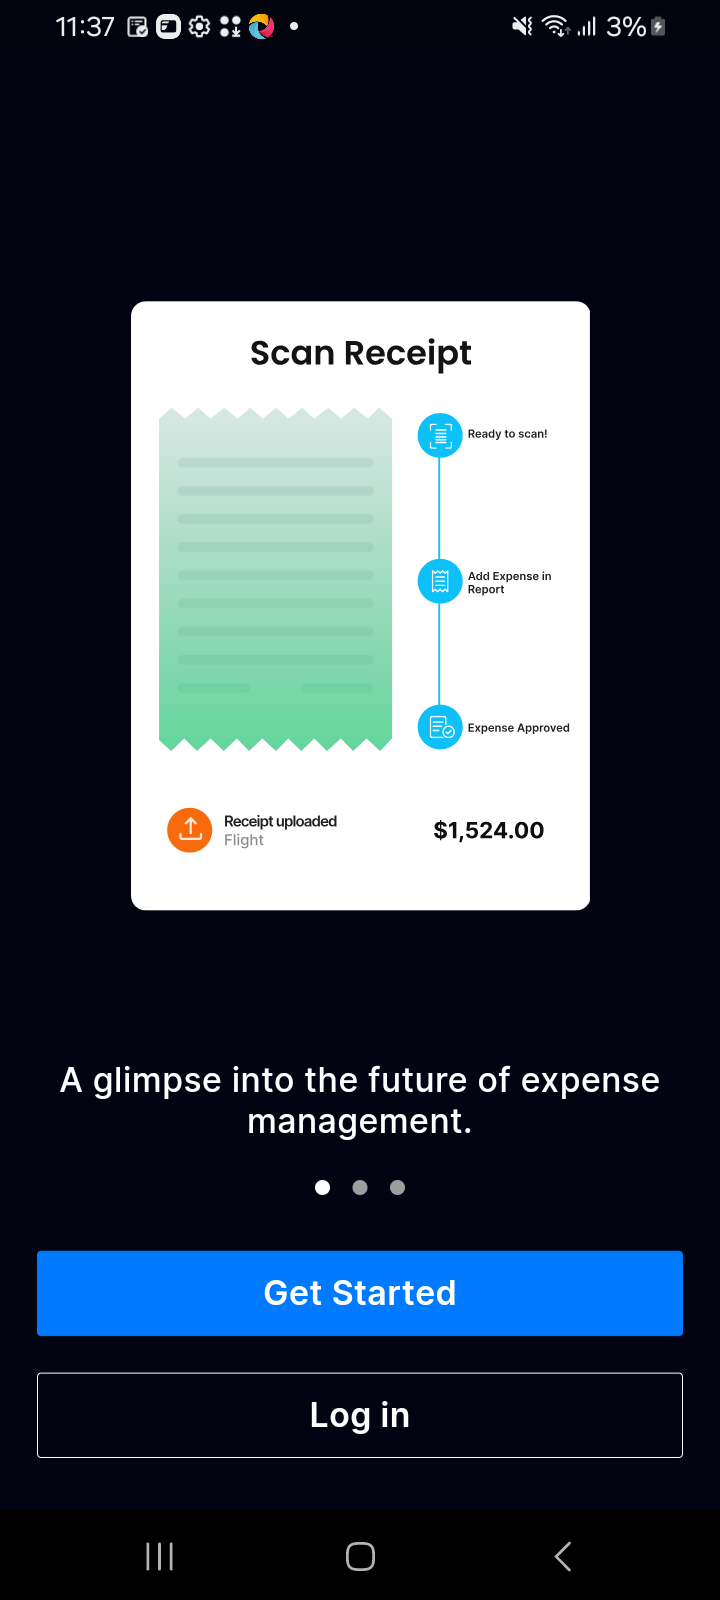 11:37
3%
Scan Receipt
Ready to scan!
Add Expense in
Report
Expense Approved
Receipt uploaded
Flight
$1,524.00
A glimpse into the future of expense
management.
Get Started
Log in